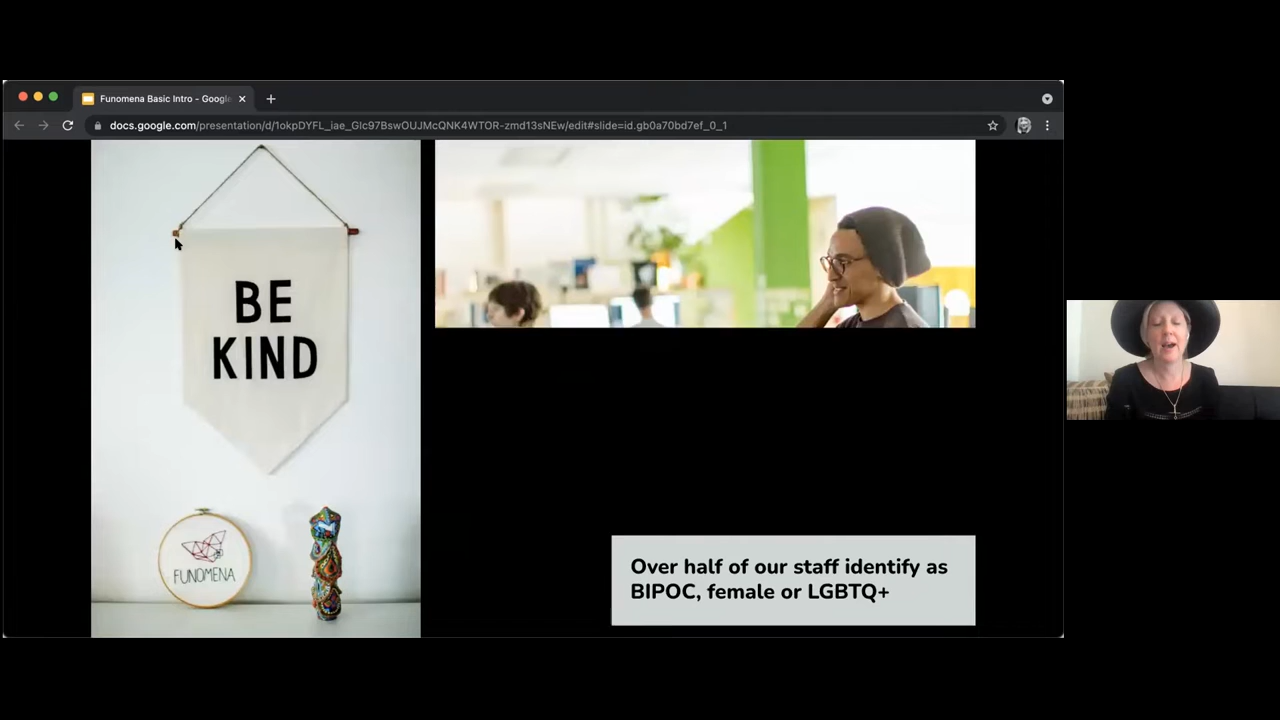 Funomena Basic Intro - Google
docs.google.com/presentation/d/1okpDYFL_iae_Glc97BswOUJMcQNK4WTOR-zmd13sNEw/edit#slide=id.gb0a70bd7ef_0_1
BE
KIND
FUNOMENA
Over half of our staff identify as
BIPOC, female or LGBTQ+